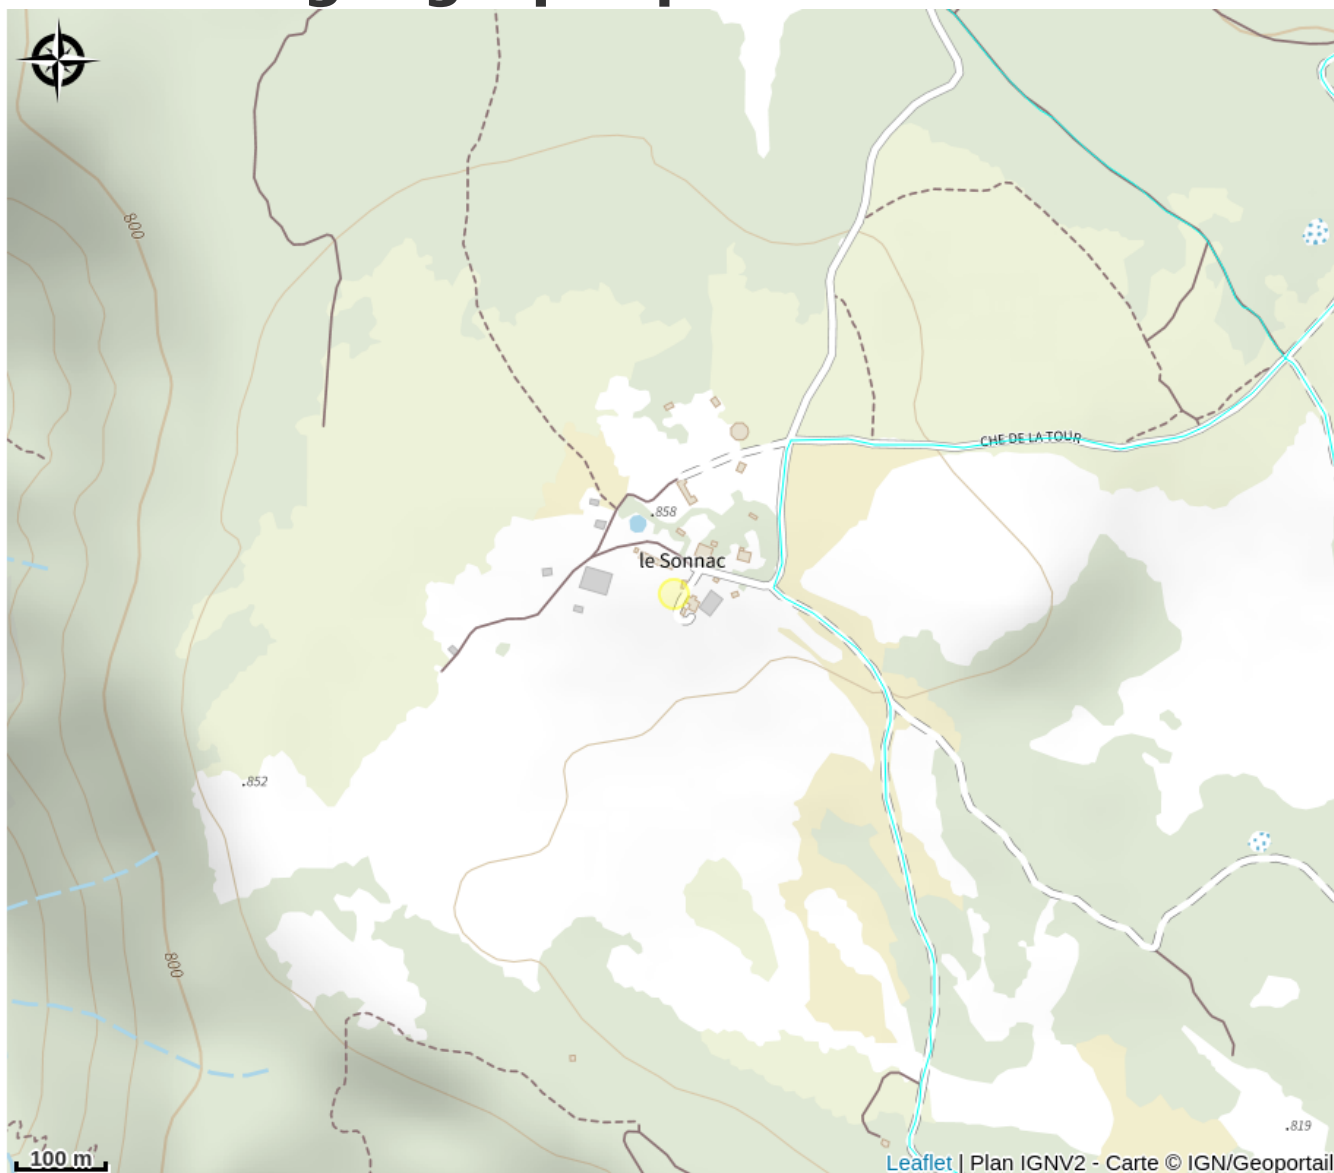 800
CHE DE LA TOUR
.858
le Sonnac
.852
800
.819
100 m
Leaflet | Plan IGNV2 - Carte © IGN/Geoportail